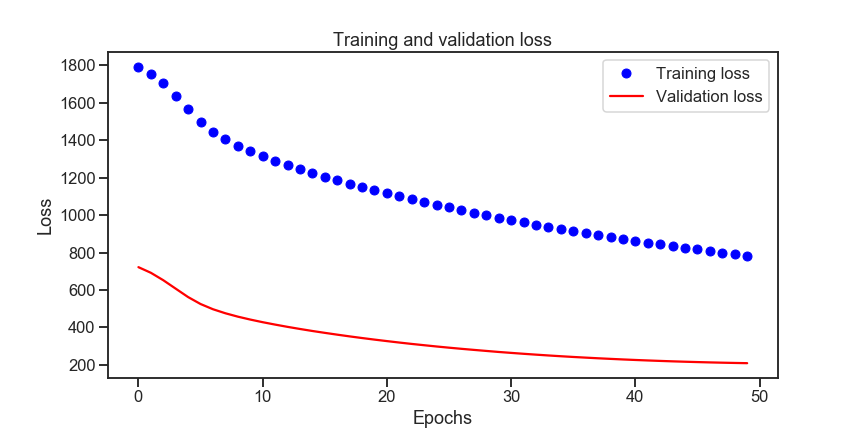 Training and validation loss
Training loss
Validation loss
Loss
1800
1600
1400
1200
1000
800
600
400
200
0 10 20 30 40 50
Epochs